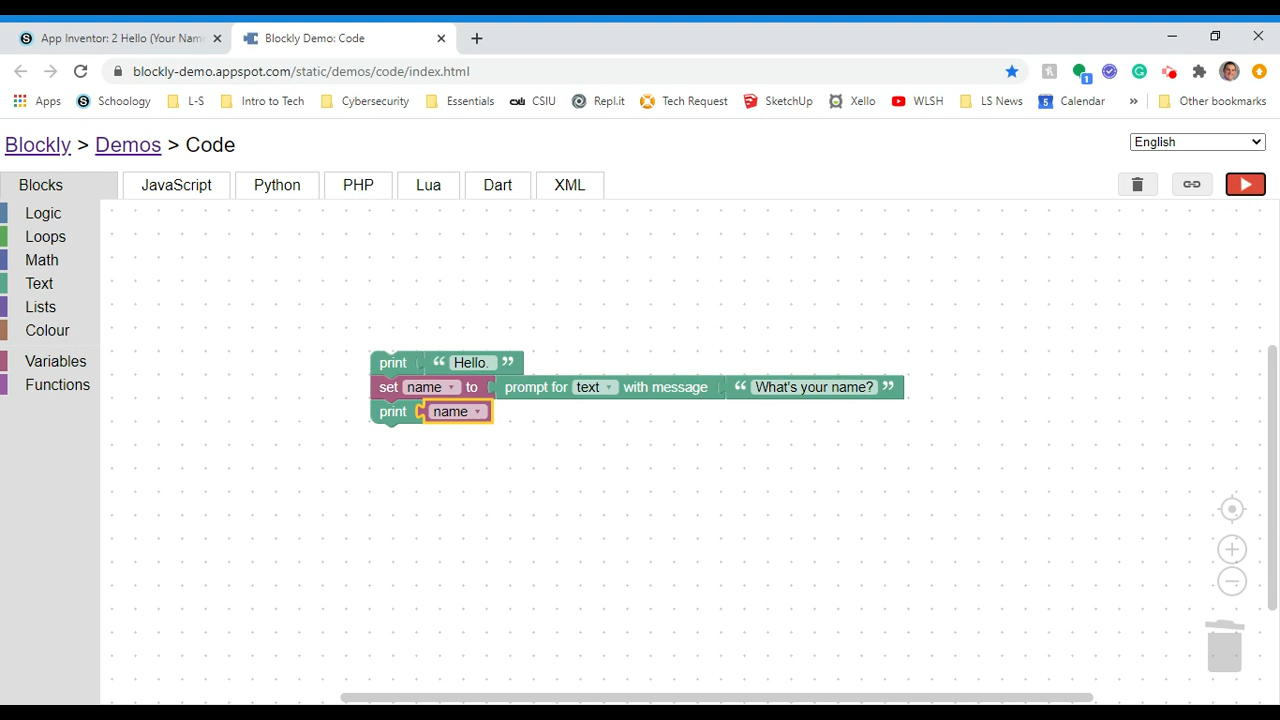 App Inventor: 2 Hello (Your Nam
Blockly Demo: Code
blockly-demo.appspot.com/static/demos/code/index.html
Apps Schoology L-S Intro to Tech Cybersecurity Essentials CSIU Repl.it Tech Request SketchUp Xello WLSH LS News 5 Calendar » Other bookmarks
1
Blockly > Demos > Code
English
Blocks JavaScript Python PHP Lua Dart XML
Logic
Loops
Math
Text
Lists
Colour
Variables
Functions
print “ Hello. ”
set name to prompt for text with message “ What's your name? ”
print name